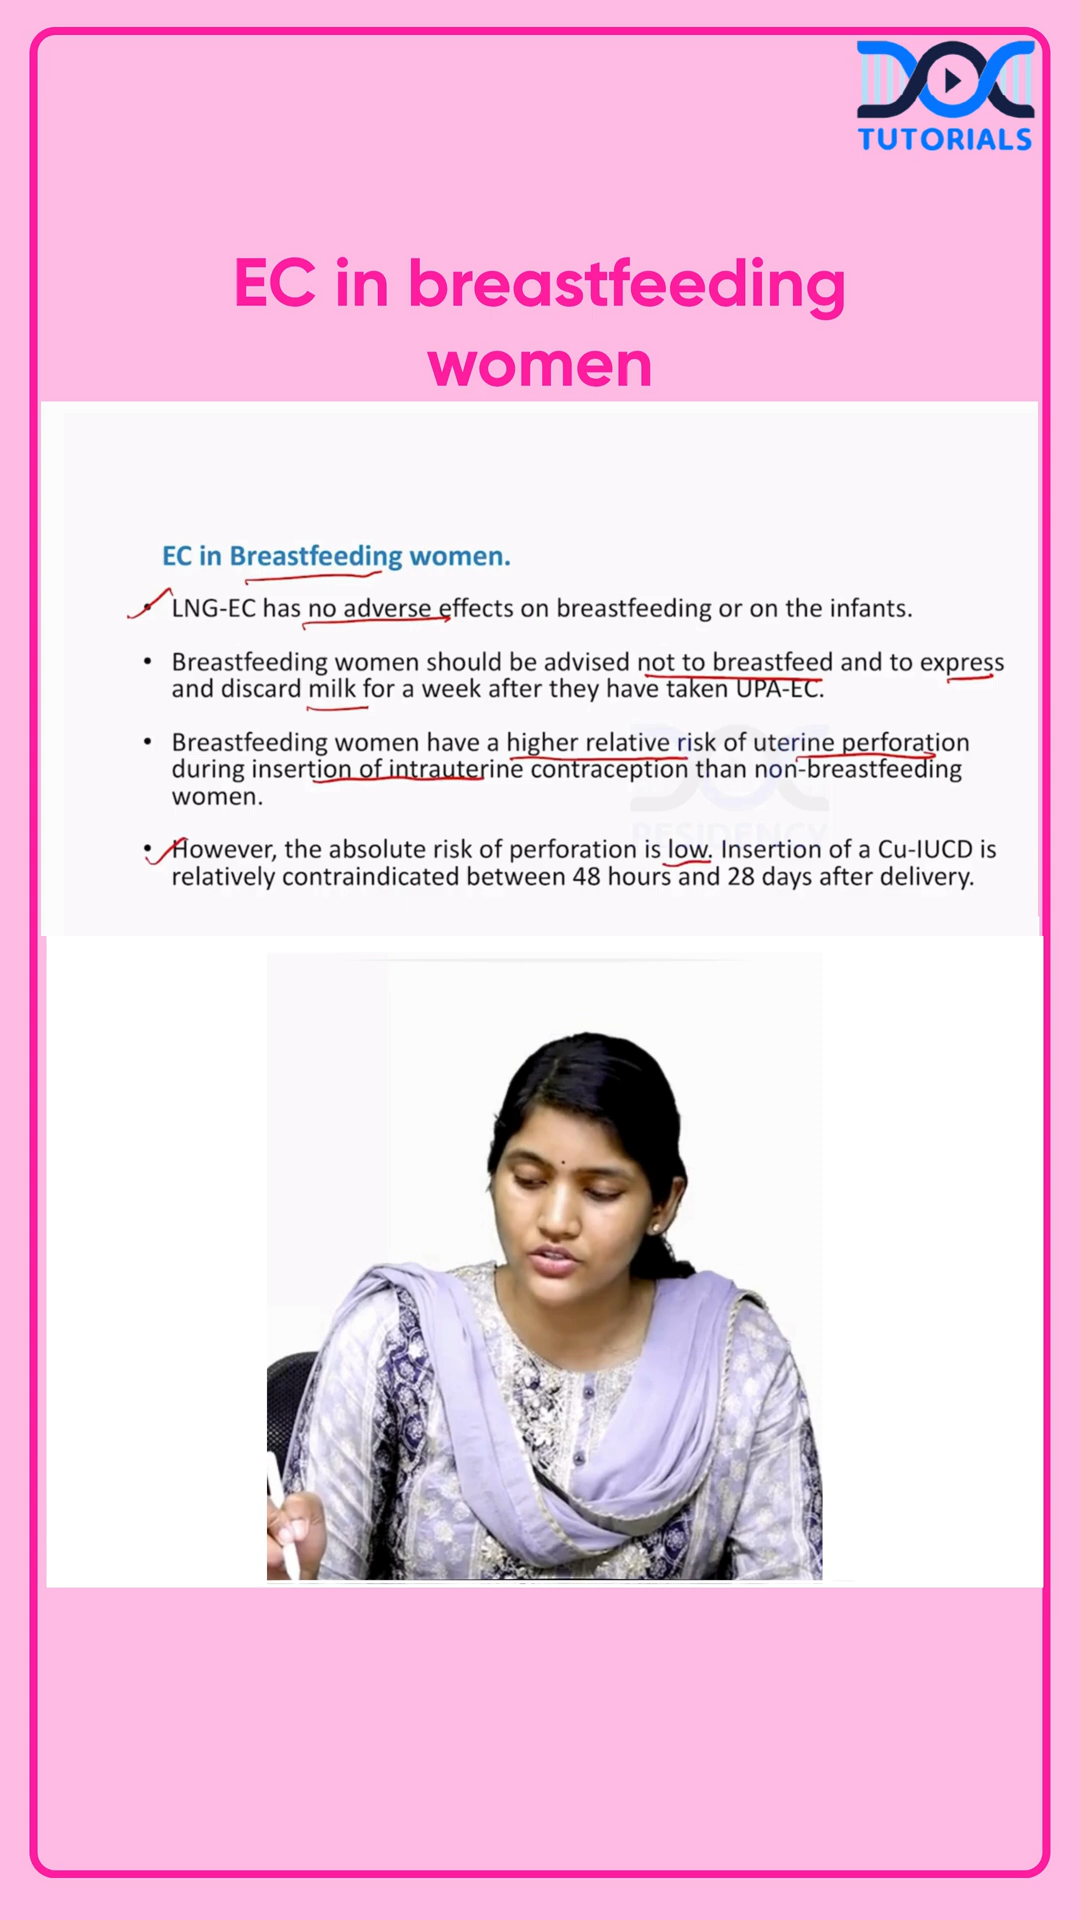 DOC
TUTORIALS
EC in breastfeeding
women
EC in Breastfeeding women.
• LNG-EC has no adverse effects on breastfeeding or on the infants.
• Breastfeeding women should be advised not to breastfeed and to express
and discard milk for a week after they have taken UPA-EC.
• Breastfeeding women have a higher relative risk of uterine perforation
during insertion of intrauterine contraception than non-breastfeeding
women.
DOC
RESIDENCY
• However, the absolute risk of perforation is low. Insertion of a Cu-IUCD is
relatively contraindicated between 48 hours and 28 days after delivery.